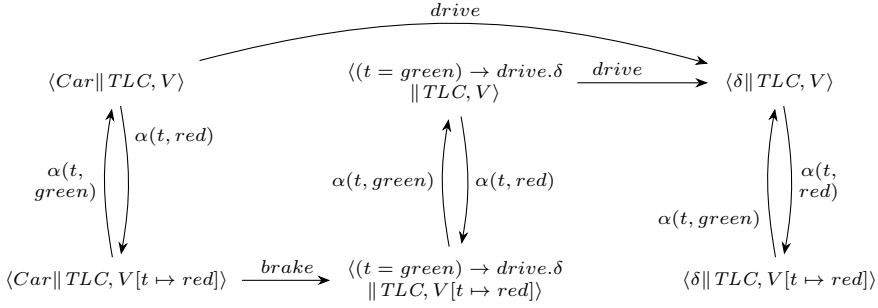 drive
⟨Car∥TLC, V⟩
⟨(t = green) → drive.δ
∥TLC, V⟩
drive
⟨δ∥TLC, V⟩
α(t, red)
α(t,
green)
α(t, green)
α(t, red)
α(t,
red)
α(t, green)
⟨Car∥TLC, V[t ↦ red]⟩
brake
⟨(t = green) → drive.δ
∥TLC, V[t ↦ red]⟩
⟨δ∥TLC, V[t ↦ red]⟩